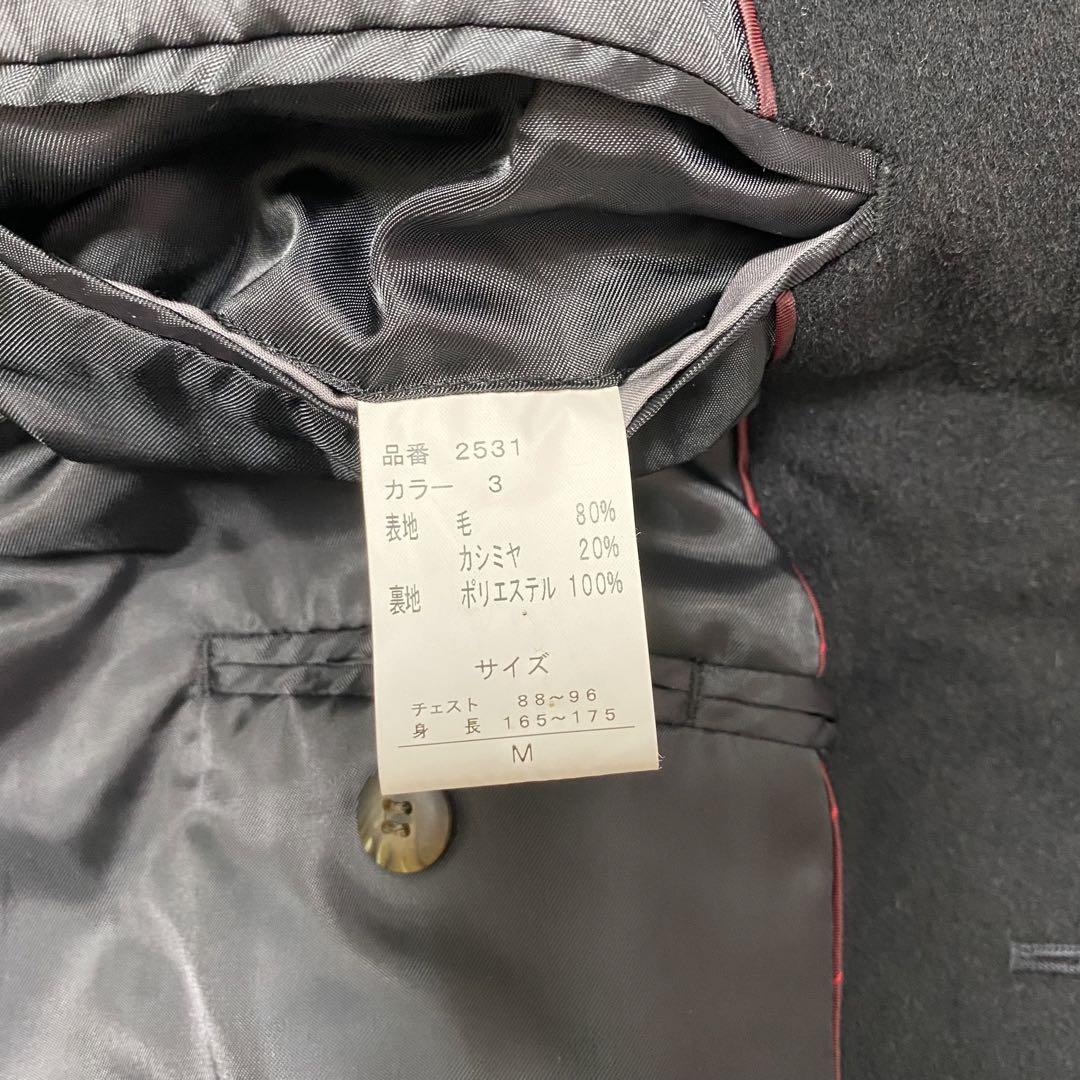 品番 2531
カラー 3
表地 毛 80%
カシミヤ 20%
裏地 ポリエステル 100%
サイズ
チェスト 88~96
身長 165~175
M